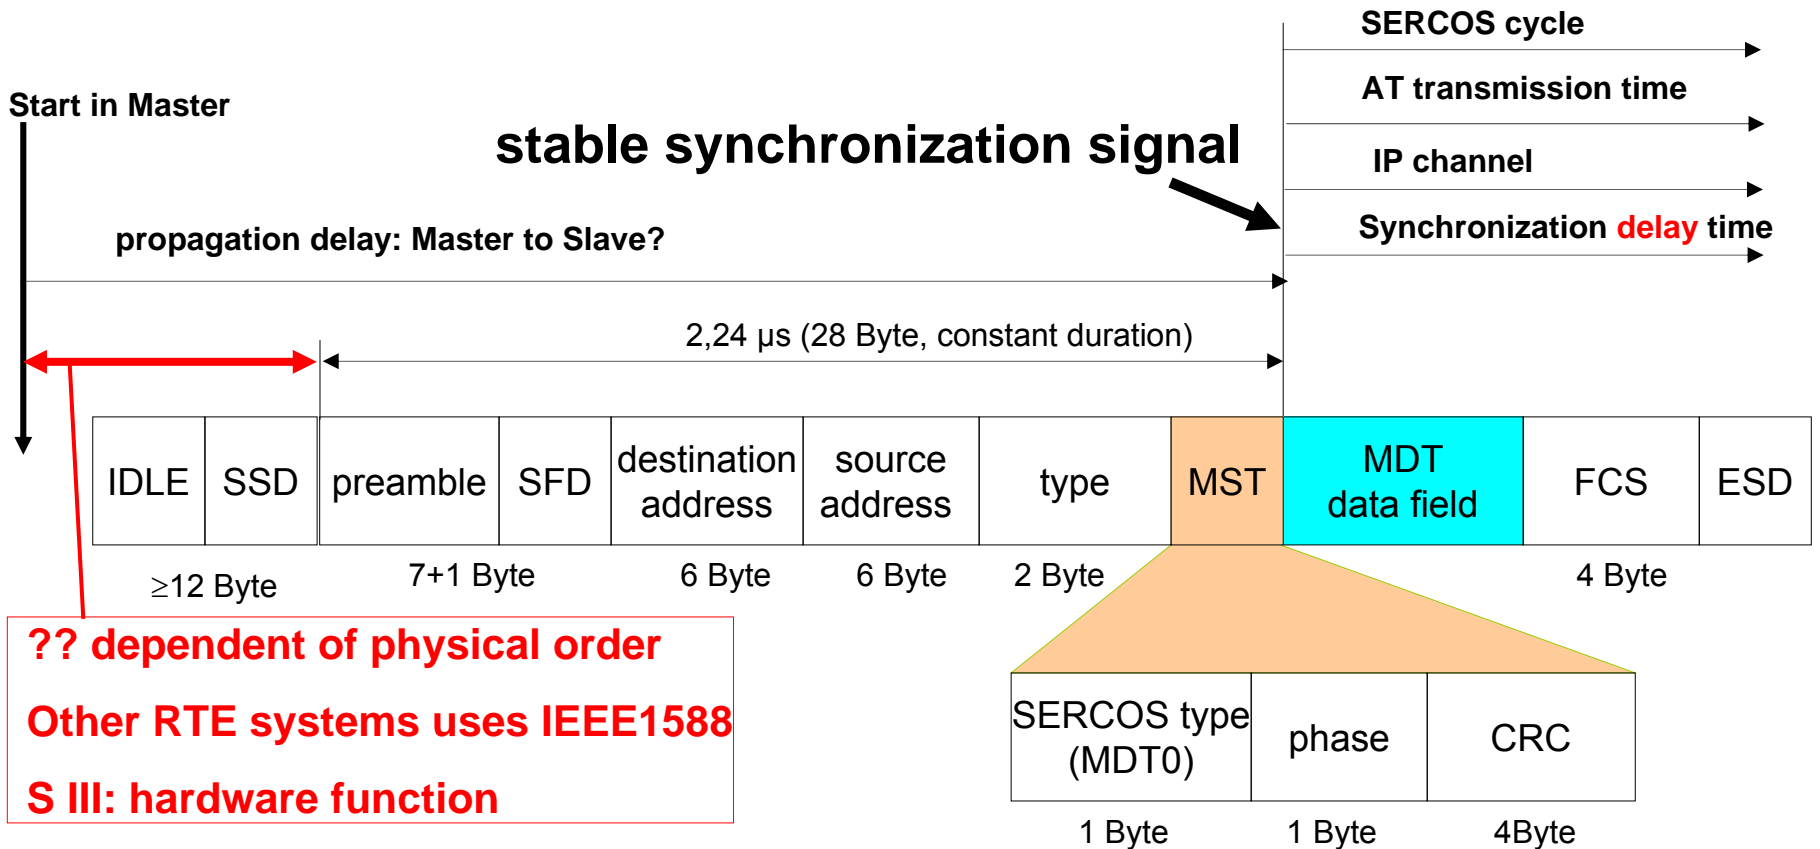 SERCOS cycle
Start in Master
AT transmission time
stable synchronization signal
IP channel
propagation delay: Master to Slave?
Synchronization delay time
2,24 µs (28 Byte, constant duration)
IDLE
SSD
preamble
SFD
destination
address
source
address
type
MST
MDT
data field
FCS
ESD
≥12 Byte
7+1 Byte
6 Byte
6 Byte
2 Byte
4 Byte
?? dependent of physical order
Other RTE systems uses IEEE1588
S III: hardware function
SERCOS type
(MDT0)
phase
CRC
1 Byte
1 Byte
4Byte